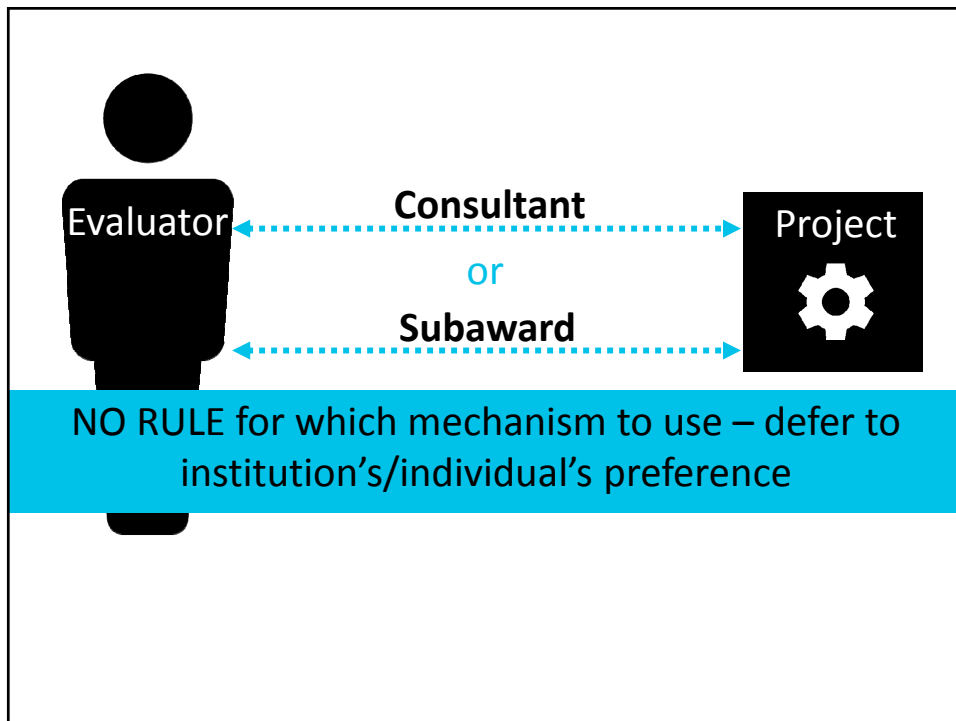 Evaluator
Consultant
Project
or
Subaward
NO RULE for which mechanism to use – defer to
institution’s/individual’s preference